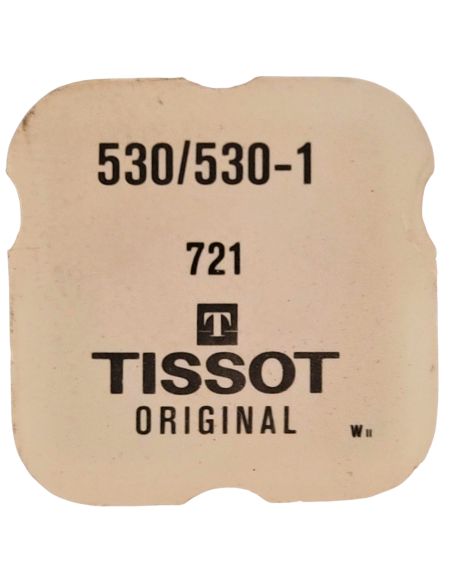 530/530-1
721
T
TISSOT
ORIGINAL
W II